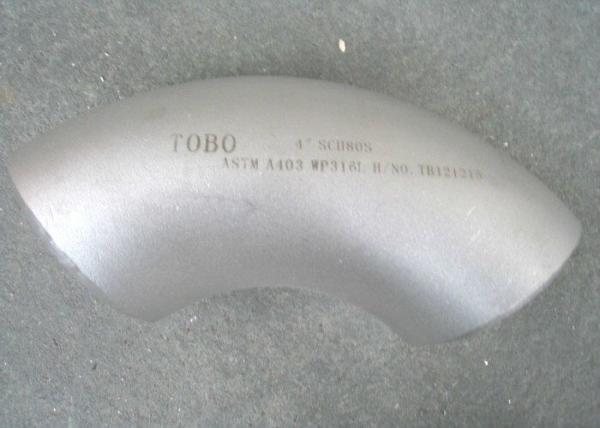 TOBO 4" SCH80S
ASTM A403 WP316L H/NO. TB121218